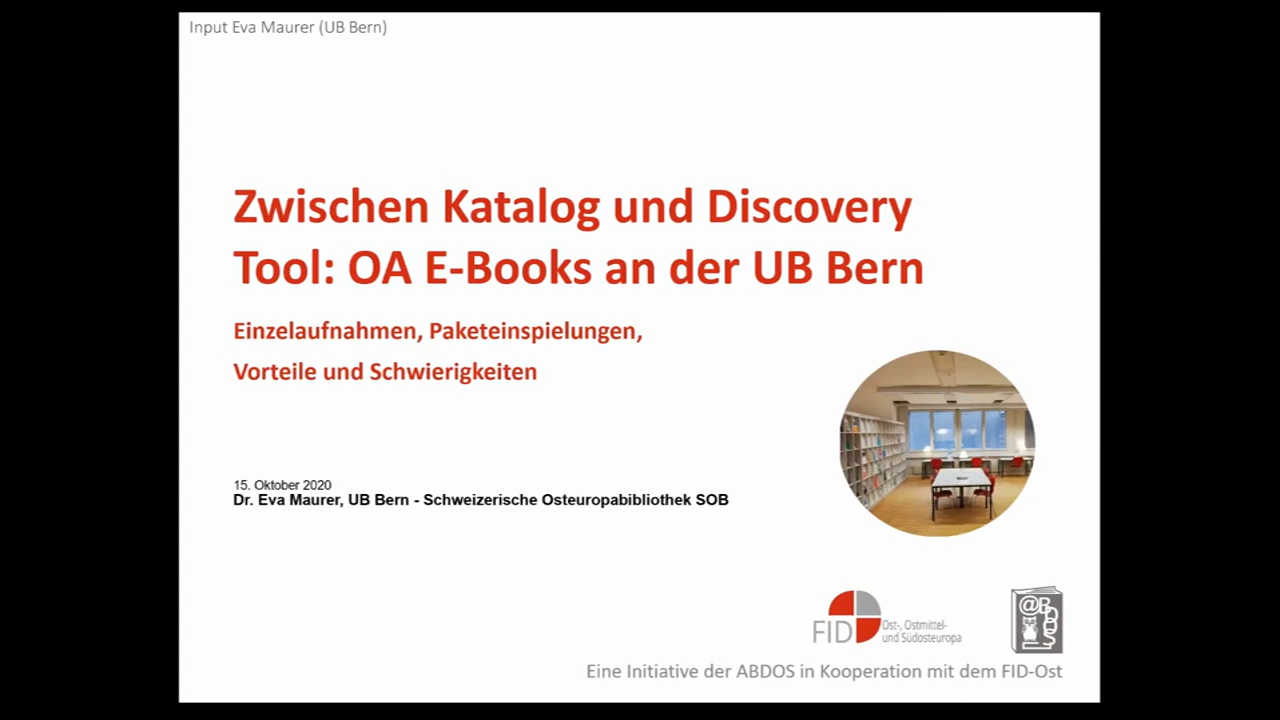 Input Eva Maurer (UB Bern)
Zwischen Katalog und Discovery
Tool: OA E-Books an der UB Bern
Einzelaufnahmen, Paketeinspielungen,
Vorteile und Schwierigkeiten
15. Oktober 2020
Dr. Eva Maurer, UB Bern - Schweizerische Osteuropabibliothek SOB
FID
Ost-, Ostmittel-
und Südosteuropa
@BDOS
Eine Initiative der ABDOS in Kooperation mit dem FID-Ost